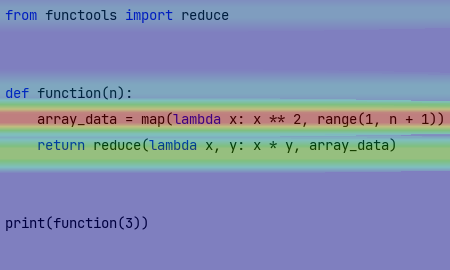 from functools import reduce
def function(n):
    array_data = map(lambda x: x ** 2, range(1, n + 1))
    return reduce(lambda x, y: x * y, array_data)
print(function(3))